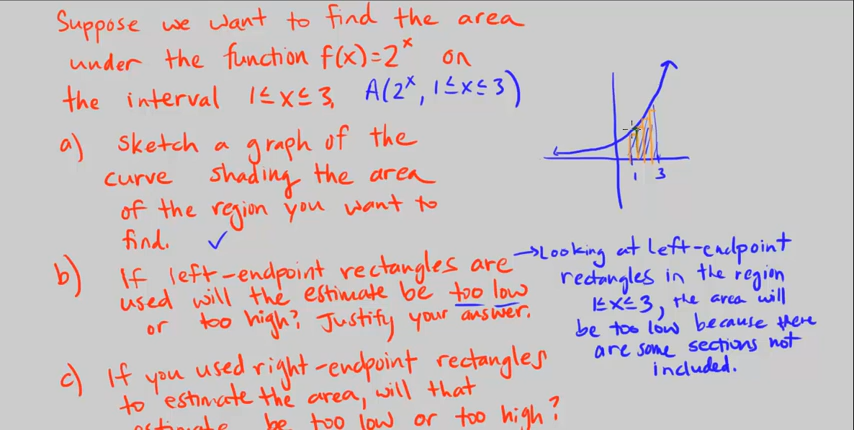 Suppose we want to find the area
under the function f(x)=2^x on
the interval 1≤x≤3, A(2^x, 1≤x≤3)
a) Sketch a graph of the
curve shading the area
of the region you want to
find. ✓
1 3
b) If left-endpoint rectangles are
used will the estimate be too low
or too high? Justify your answer.
→Looking at left-endpoint
rectangles in the region
1≤x≤3, the area will
be too low because there
are some sections not
included.
c) If you used right-endpoint rectangles
to estimate the area, will that
estimate be too low or too high?